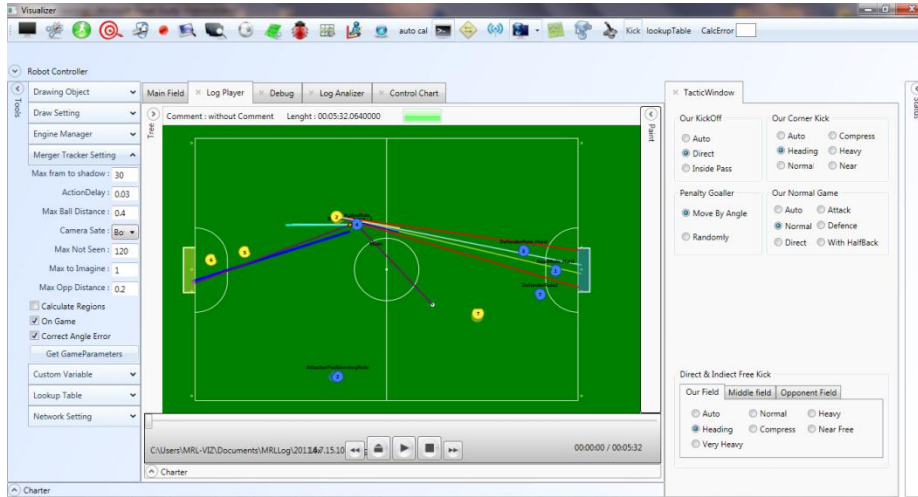 Visualizer
auto cal
Kick lookupTable CalcError
Robot Controller
Tools
Drawing Object
Draw Setting
Engine Manager
Merger Tracker Setting
Max fram to shadow : 30
ActionDelay : 0.03
Max Ball Distance : 0.4
Camera Sate : Bo
Max Not Seen : 120
Max to Imagine : 1
Max Opp Distance : 0.2
Calculate Regions
On Game
Correct Angle Error
Get GameParameters
Custom Variable
Lookup Table
Network Setting
Main Field Log Player Debug Log Analizer Control Chart
Tree
Comment : without Comment Lenght : 00:05:32.0640000
Paint
C:\Users\MRL-VIZ\Documents\MRLLog\201
00:00:00 / 00:05:32
Charter
TacticWindow
Our KickOff
Auto
Direct
Inside Pass
Our Corner Kick
Auto Compress
Heading Heavy
Normal Near
Penalty Goaller
Move By Angle
Randomly
Our Normal Game
Auto Attack
Normal Defence
Direct With HalfBack
Direct & Indiect Free Kick
Our Field Middle field Opponent Field
Auto Normal Heavy
Heading Compress Near Free
Very Heavy
Status
Charter